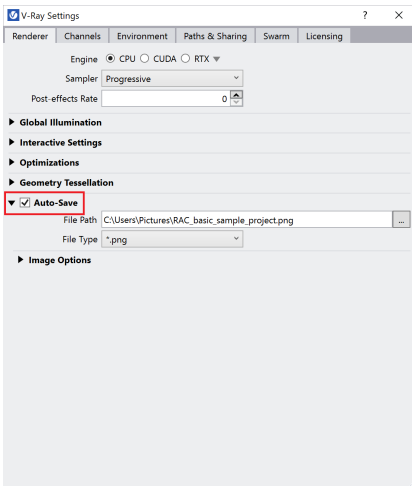 V-Ray Settings ? ×
Renderer Channels Environment Paths & Sharing Swarm Licensing
Engine CPU CUDA RTX
Sampler Progressive
Post-effects Rate 0
Global Illumination
Interactive Settings
Optimizations
Geometry Tessellation
Auto-Save
File Path C:\Users\Pictures\RAC_basic_sample_project.png ...
File Type *.png
Image Options